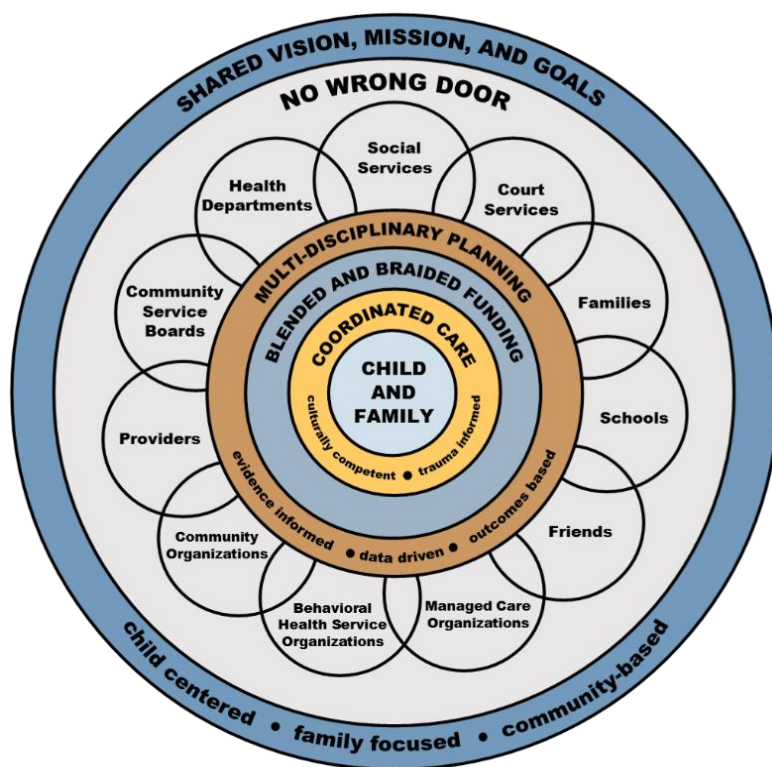 SHARED VISION, MISSION, AND GOALS
NO WRONG DOOR
Social
Services
Health
Departments
Court
Services
Community
Service
Boards
Families
Providers
Schools
Community
Organizations
Friends
Behavioral
Health Service
Organizations
Managed Care
Organizations
MULTI-DISCIPLINARY PLANNING
BLENDED AND BRAIDED FUNDING
COORDINATED CARE
CHILD
AND
FAMILY
culturally competent ● trauma informed
evidence informed ● data driven ● outcomes based
child centered ● family focused ● community-based